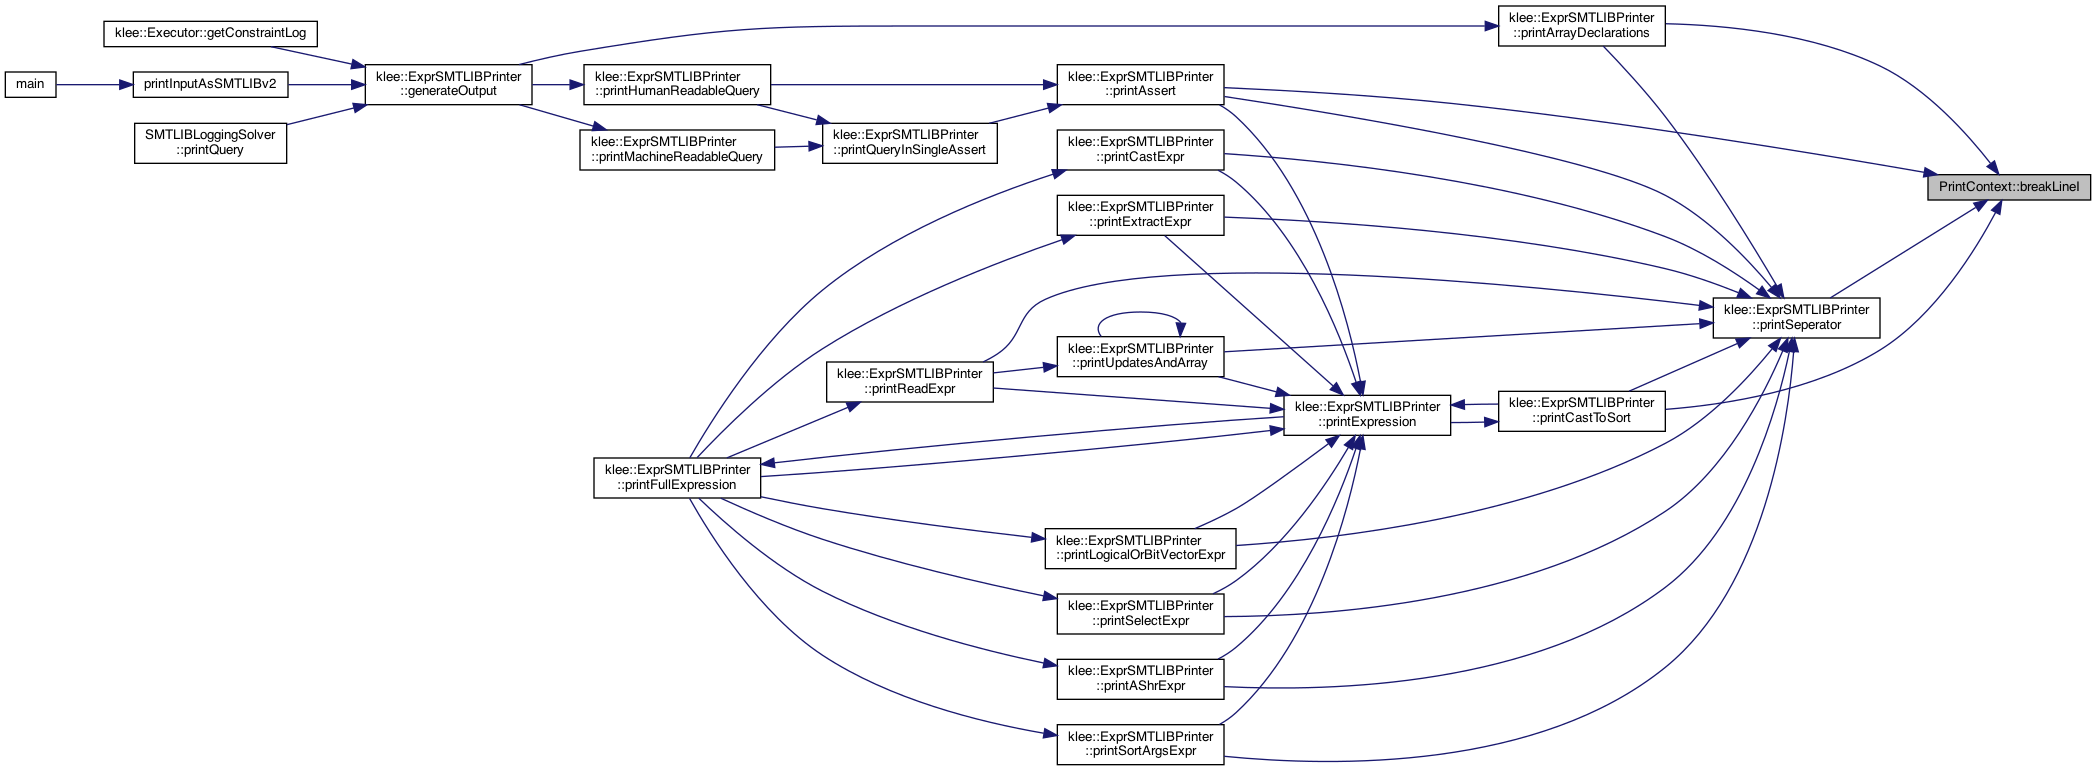 klee::Executor::getConstraintLog
main
printInputAsSMTLIBv2
SMTLIBLoggingSolver
::printQuery
klee::ExprSMTLIBPrinter
::generateOutput
klee::ExprSMTLIBPrinter
::printHumanReadableQuery
klee::ExprSMTLIBPrinter
::printMachineReadableQuery
klee::ExprSMTLIBPrinter
::printQueryInSingleAssert
klee::ExprSMTLIBPrinter
::printAssert
klee::ExprSMTLIBPrinter
::printCastExpr
klee::ExprSMTLIBPrinter
::printExtractExpr
klee::ExprSMTLIBPrinter
::printUpdatesAndArray
klee::ExprSMTLIBPrinter
::printReadExpr
klee::ExprSMTLIBPrinter
::printFullExpression
klee::ExprSMTLIBPrinter
::printLogicalOrBitVectorExpr
klee::ExprSMTLIBPrinter
::printSelectExpr
klee::ExprSMTLIBPrinter
::printAShrExpr
klee::ExprSMTLIBPrinter
::printSortArgsExpr
klee::ExprSMTLIBPrinter
::printExpression
klee::ExprSMTLIBPrinter
::printArrayDeclarations
klee::ExprSMTLIBPrinter
::printCastToSort
klee::ExprSMTLIBPrinter
::printSeperator
PrintContext::breakLineI